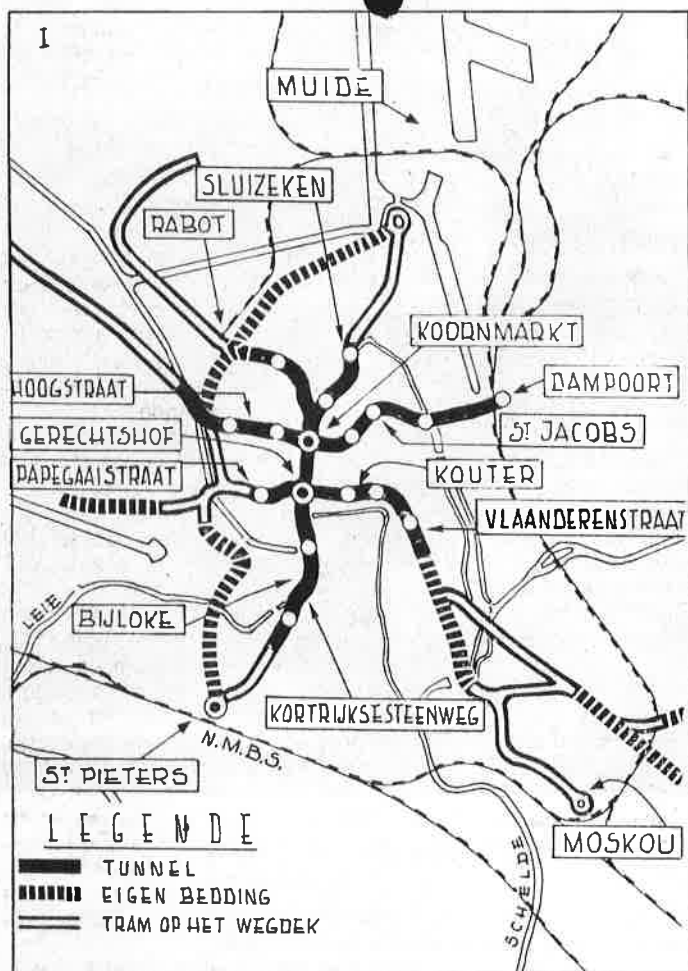 I
MUIDE
SLUIZEKEN
RABOT
KOORNMARKT
HOOGSTRAAT
DAMPOORT
GERECHTSHOF
ST JACOBS
PAPEGAAISTRAAT
KOUTER
VLAANDERENSTRAAT
LEIE
BIJLOKE
KORTRIJKSESTEENWEG
N.M.B.S.
ST PIETERS
MOSKOU
SCHELDE
LEGENDE
TUNNEL
EIGEN BEDDING
TRAM OP HET WEGDEK